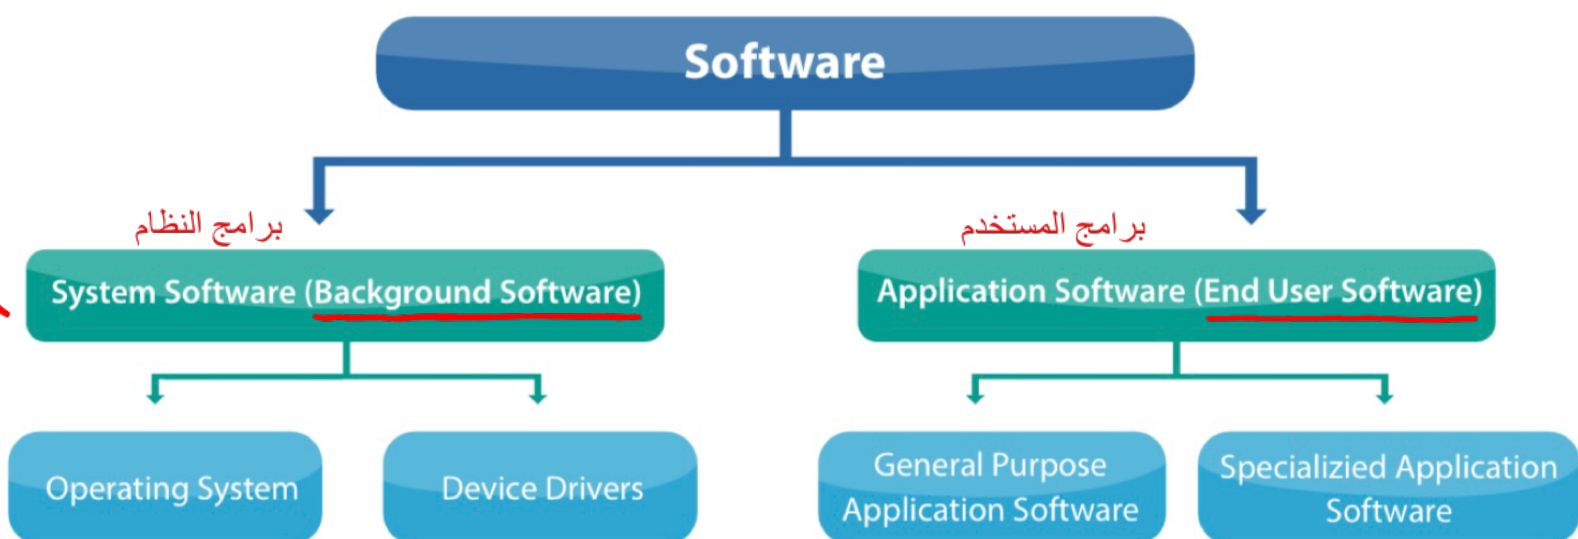 Software
برامج النظام
برامج المستخدم
System Software (Background Software)
Application Software (End User Software)
Operating System
Device Drivers
General Purpose
Application Software
Specializied Application
Software